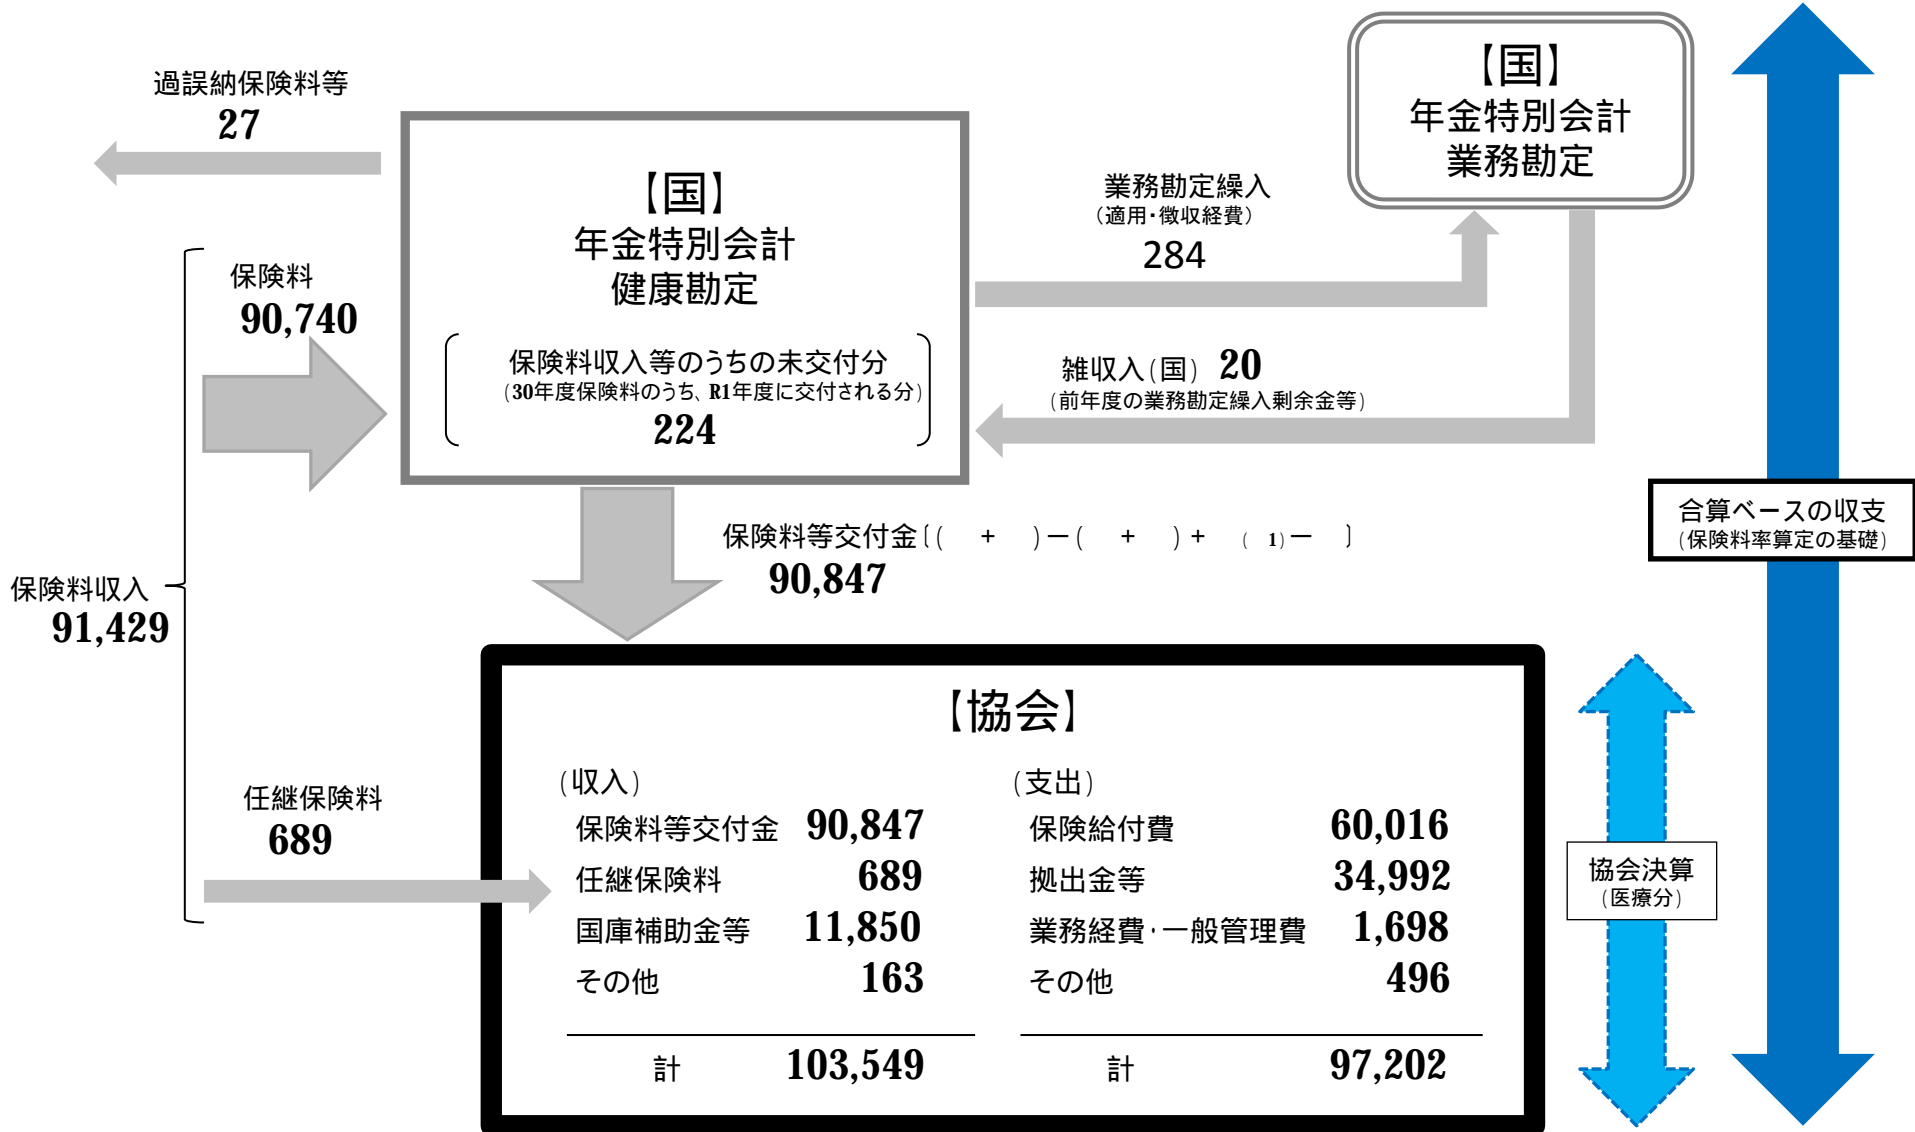 過誤納保険料等
27
【国】
年金特別会計
業務勘定
【国】
年金特別会計
健康勘定
保険料収入等のうちの未交付分
(30年度保険料のうち、R1年度に交付される分)
224
業務勘定繰入
(適用・徴収経費)
284
保険料
90,740
雑収入(国) 20
(前年度の業務勘定繰入剰余金等)
保険料等交付金〔( + )－( + )+ ( 1)－ 〕
90,847
合算ベースの収支
(保険料率算定の基礎)
保険料収入
91,429
任継保険料
689
【協会】
(収入)
保険料等交付金 90,847
任継保険料 689
国庫補助金等 11,850
その他 163
計 103,549
(支出)
保険給付費 60,016
拠出金等 34,992
業務経費・一般管理費 1,698
その他 496
計 97,202
協会決算
(医療分)